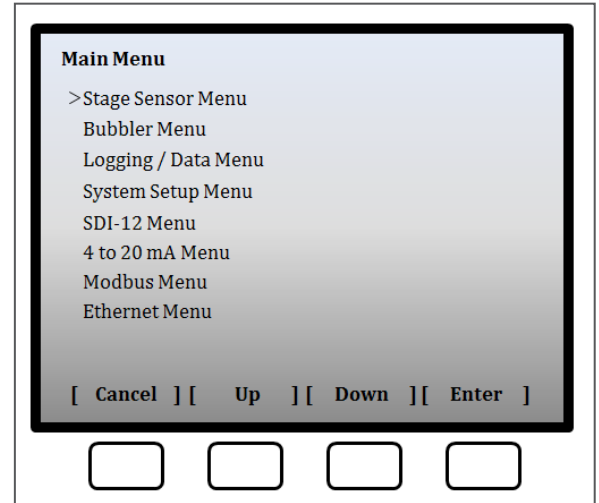 Main Menu
>Stage Sensor Menu
Bubbler Menu
Logging / Data Menu
System Setup Menu
SDI-12 Menu
4 to 20 mA Menu
Modbus Menu
Ethernet Menu
[ Cancel ] [ Up ] [ Down ] [ Enter ]